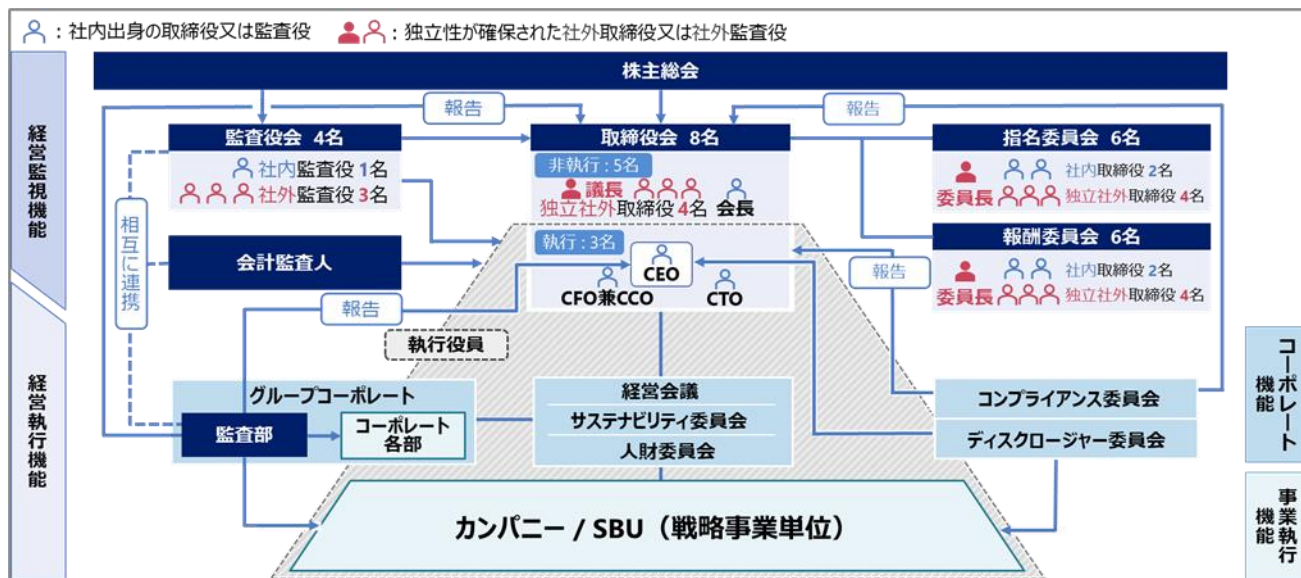 ：社内出身の取締役又は監査役
：独立性が確保された社外取締役又は社外監査役
経営監視機能
株主総会
報告
報告
監査役会 4名
社内監査役 1名
社外監査役 3名
取締役会 8名
非執行：5名
議長
独立社外取締役 4名 会長
指名委員会 6名
社内取締役 2名
委員長 独立社外取締役 4名
報酬委員会 6名
社内取締役 2名
委員長 独立社外取締役 4名
相互に連携
会計監査人
執行：3名
CEO
CFO兼CCO
CTO
報告
報告
執行役員
経営執行機能
グループコーポレート
監査部
コーポレート
各部
経営会議
サステナビリティ委員会
人財委員会
コンプライアンス委員会
ディスクロージャー委員会
コーポレート
機能
カンパニー / SBU（戦略事業単位）
事業執行
機能